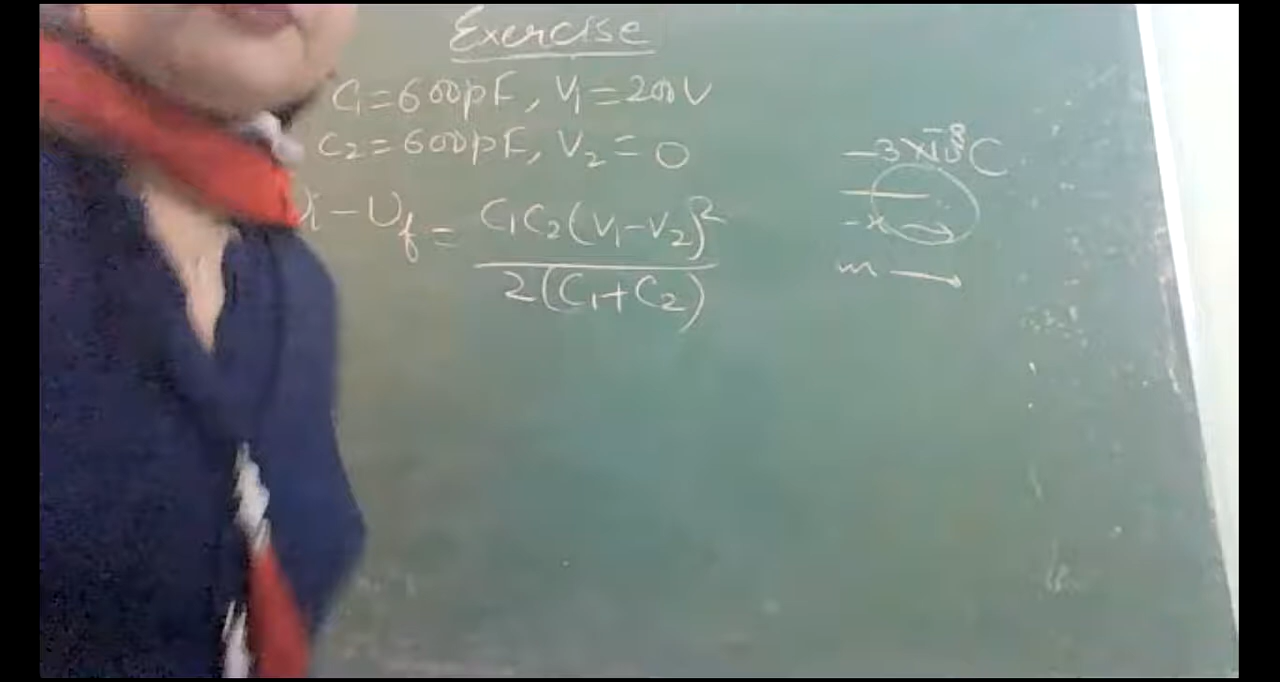 Exercise
C₁=600pF, V₁=200V
C₂=600pF, V₂=0
Ui-Uf = C₁C₂(V₁-V₂)²
2(C₁+C₂)
-3×10⁻⁸C
-x
m